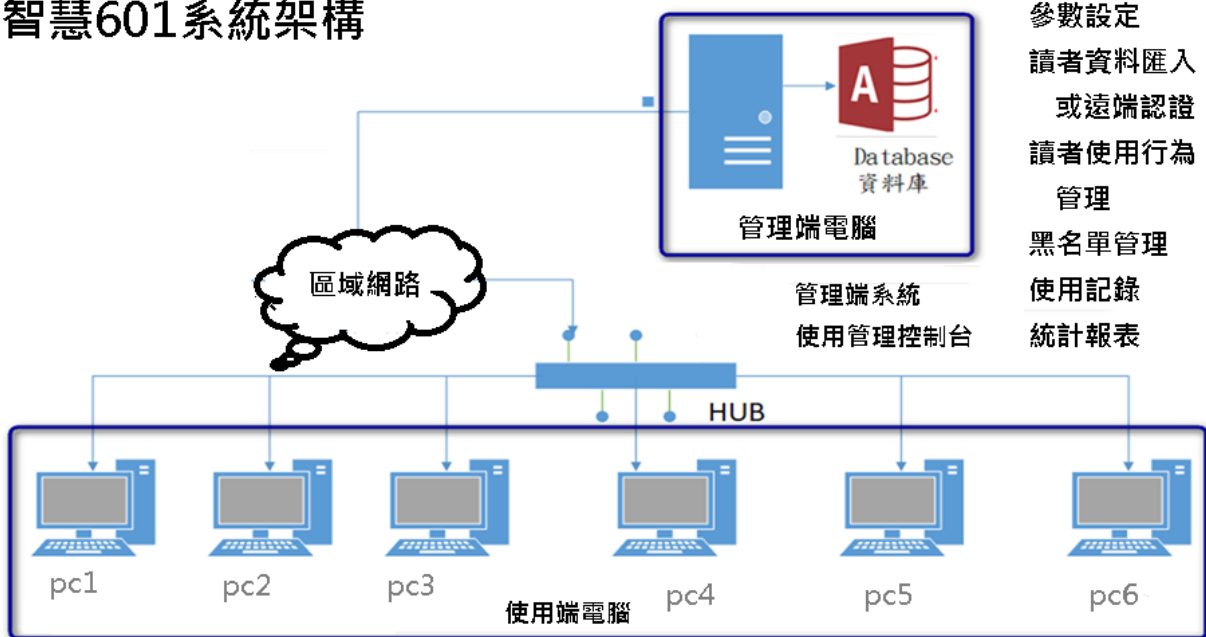 智慧601系統架構
A
Database
資料庫
管理端電腦
管理端系統
使用管理控制台
參數設定
讀者資料匯入
或遠端認證
讀者使用行為
管理
黑名單管理
使用記錄
統計報表
區域網路
HUB
pc1
pc2
pc3
pc4
pc5
pc6
使用端電腦